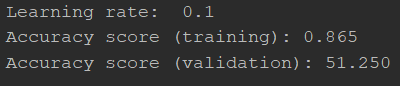 Learning rate:  0.1
Accuracy score (training): 0.865
Accuracy score (validation): 51.250